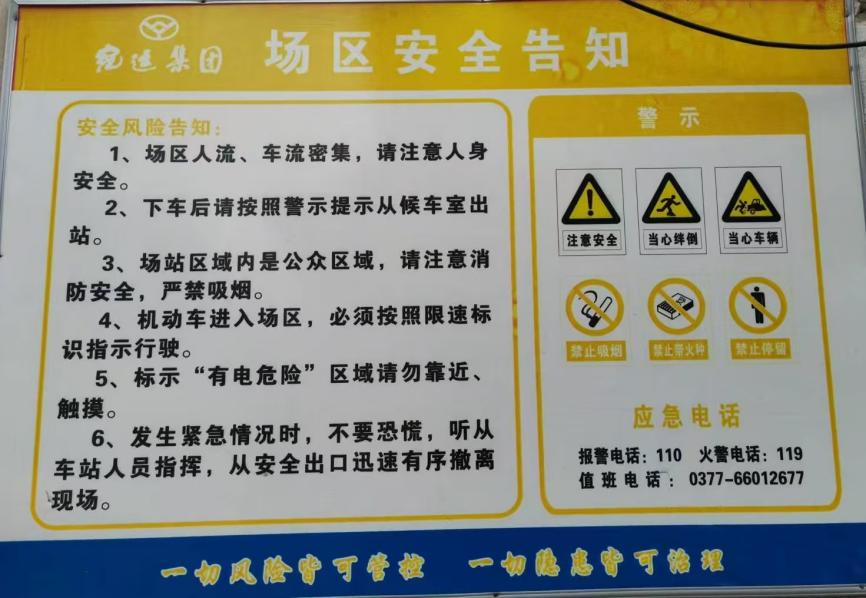 宛运集团
场区安全告知
安全风险告知：
1、场区人流、车流密集，请注意人身
安全。
2、下车后请按照警示提示从候车室出
站。
3、场站区域内是公众区域，请注意消
防安全，严禁吸烟。
4、机动车进入场区，必须按照限速标
识指示行驶。
5、标示“有电危险”区域请勿靠近、
触摸。
6、发生紧急情况时，不要恐慌，听从
车站人员指挥，从安全出口迅速有序撤离
现场。
警示
注意安全 当心绊倒 当心车辆
禁止吸烟 禁止带火种 禁止停留
应急电话
报警电话：110 火警电话：119
值班电话：0377-66012677
一切风险皆可管控 一切隐患皆可治理